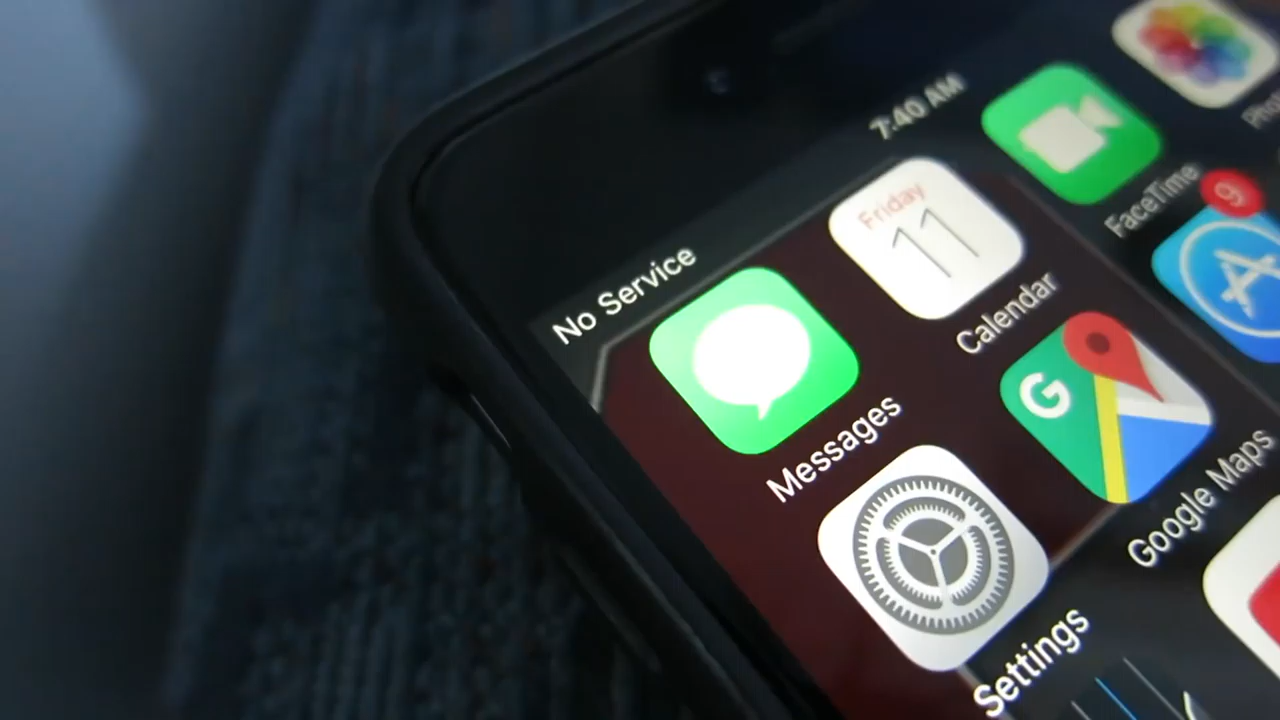 No Service
7:40 AM
Messages
Friday
11
Calendar
FaceTime
Settings
G
Google Maps
9